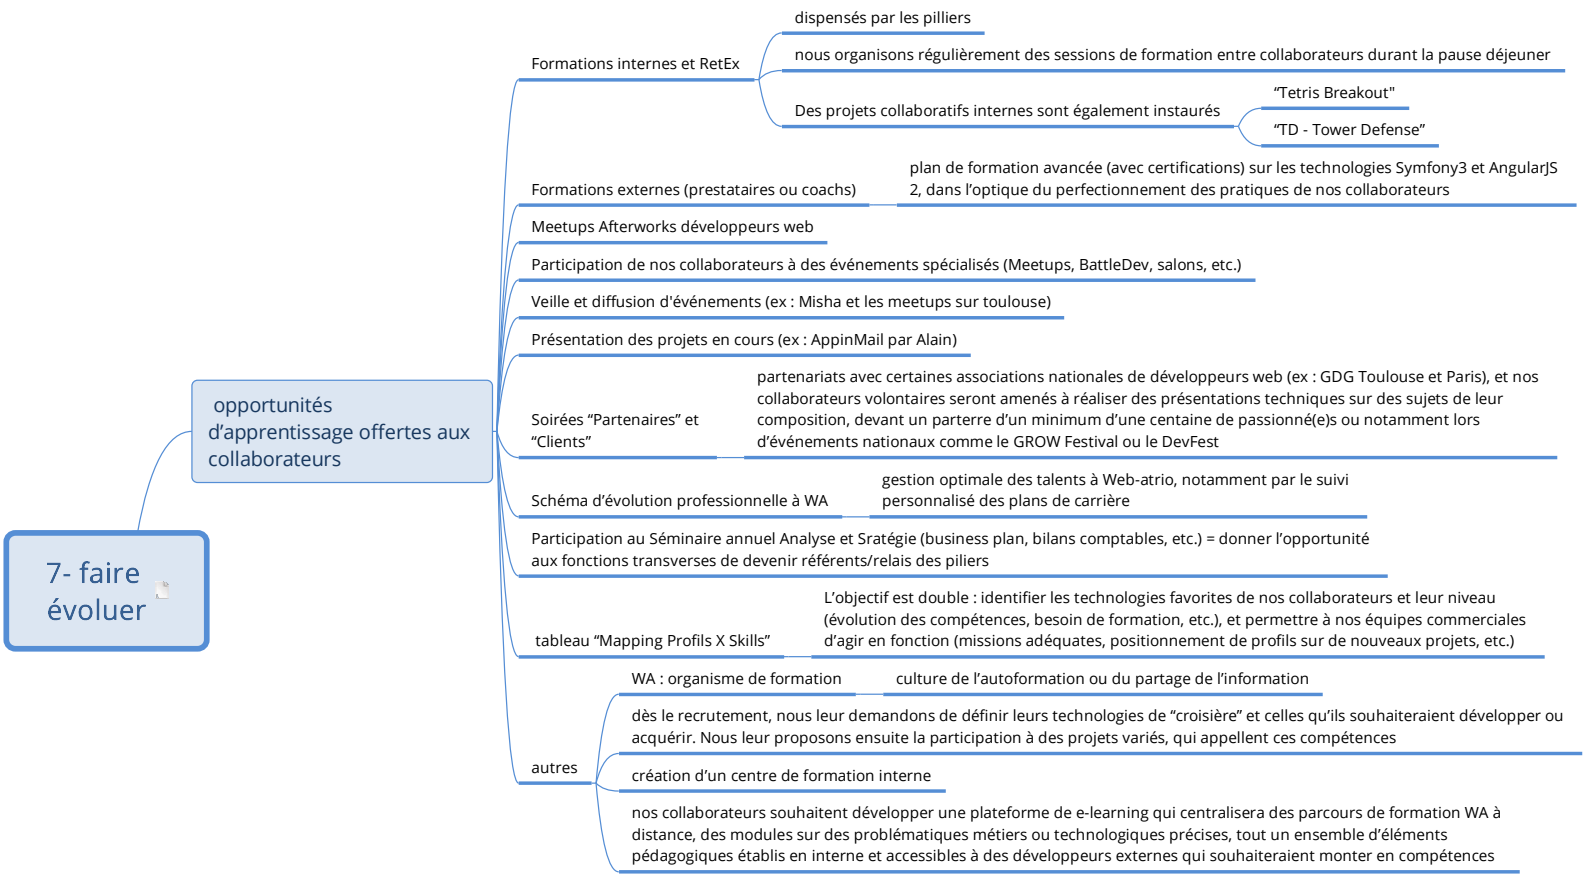 7- faire
évoluer
opportunités
d’apprentissage offertes aux
collaborateurs
Formations internes et RetEx
dispensés par les pilliers
nous organisons régulièrement des sessions de formation entre collaborateurs durant la pause déjeuner
Des projets collaboratifs internes sont également instaurés
“Tetris Breakout"
“TD - Tower Defense”
Formations externes (prestataires ou coachs)
plan de formation avancée (avec certifications) sur les technologies Symfony3 et AngularJS
2, dans l’optique du perfectionnement des pratiques de nos collaborateurs
Meetups Afterworks développeurs web
Participation de nos collaborateurs à des événements spécialisés (Meetups, BattleDev, salons, etc.)
Veille et diffusion d'événements (ex : Misha et les meetups sur toulouse)
Présentation des projets en cours (ex : AppinMail par Alain)
Soirées “Partenaires” et
“Clients”
partenariats avec certaines associations nationales de développeurs web (ex : GDG Toulouse et Paris), et nos
collaborateurs volontaires seront amenés à réaliser des présentations techniques sur des sujets de leur
composition, devant un parterre d’un minimum d’une centaine de passionné(e)s ou notamment lors
d’événements nationaux comme le GROW Festival ou le DevFest
Schéma d’évolution professionnelle à WA
gestion optimale des talents à Web-atrio, notamment par le suivi
personnalisé des plans de carrière
Participation au Séminaire annuel Analyse et Sratégie (business plan, bilans comptables, etc.) = donner l’opportunité
aux fonctions transverses de devenir référents/relais des piliers
tableau “Mapping Profils X Skills”
L’objectif est double : identifier les technologies favorites de nos collaborateurs et leur niveau
(évolution des compétences, besoin de formation, etc.), et permettre à nos équipes commerciales
d’agir en fonction (missions adéquates, positionnement de profils sur de nouveaux projets, etc.)
autres
WA : organisme de formation
culture de l’autoformation ou du partage de l’information
dès le recrutement, nous leur demandons de définir leurs technologies de “croisière” et celles qu’ils souhaiteraient développer ou
acquérir. Nous leur proposons ensuite la participation à des projets variés, qui appellent ces compétences
création d’un centre de formation interne
nos collaborateurs souhaitent développer une plateforme de e-learning qui centralisera des parcours de formation WA à
distance, des modules sur des problématiques métiers ou technologiques précises, tout un ensemble d’éléments
pédagogiques établis en interne et accessibles à des développeurs externes qui souhaiteraient monter en compétences